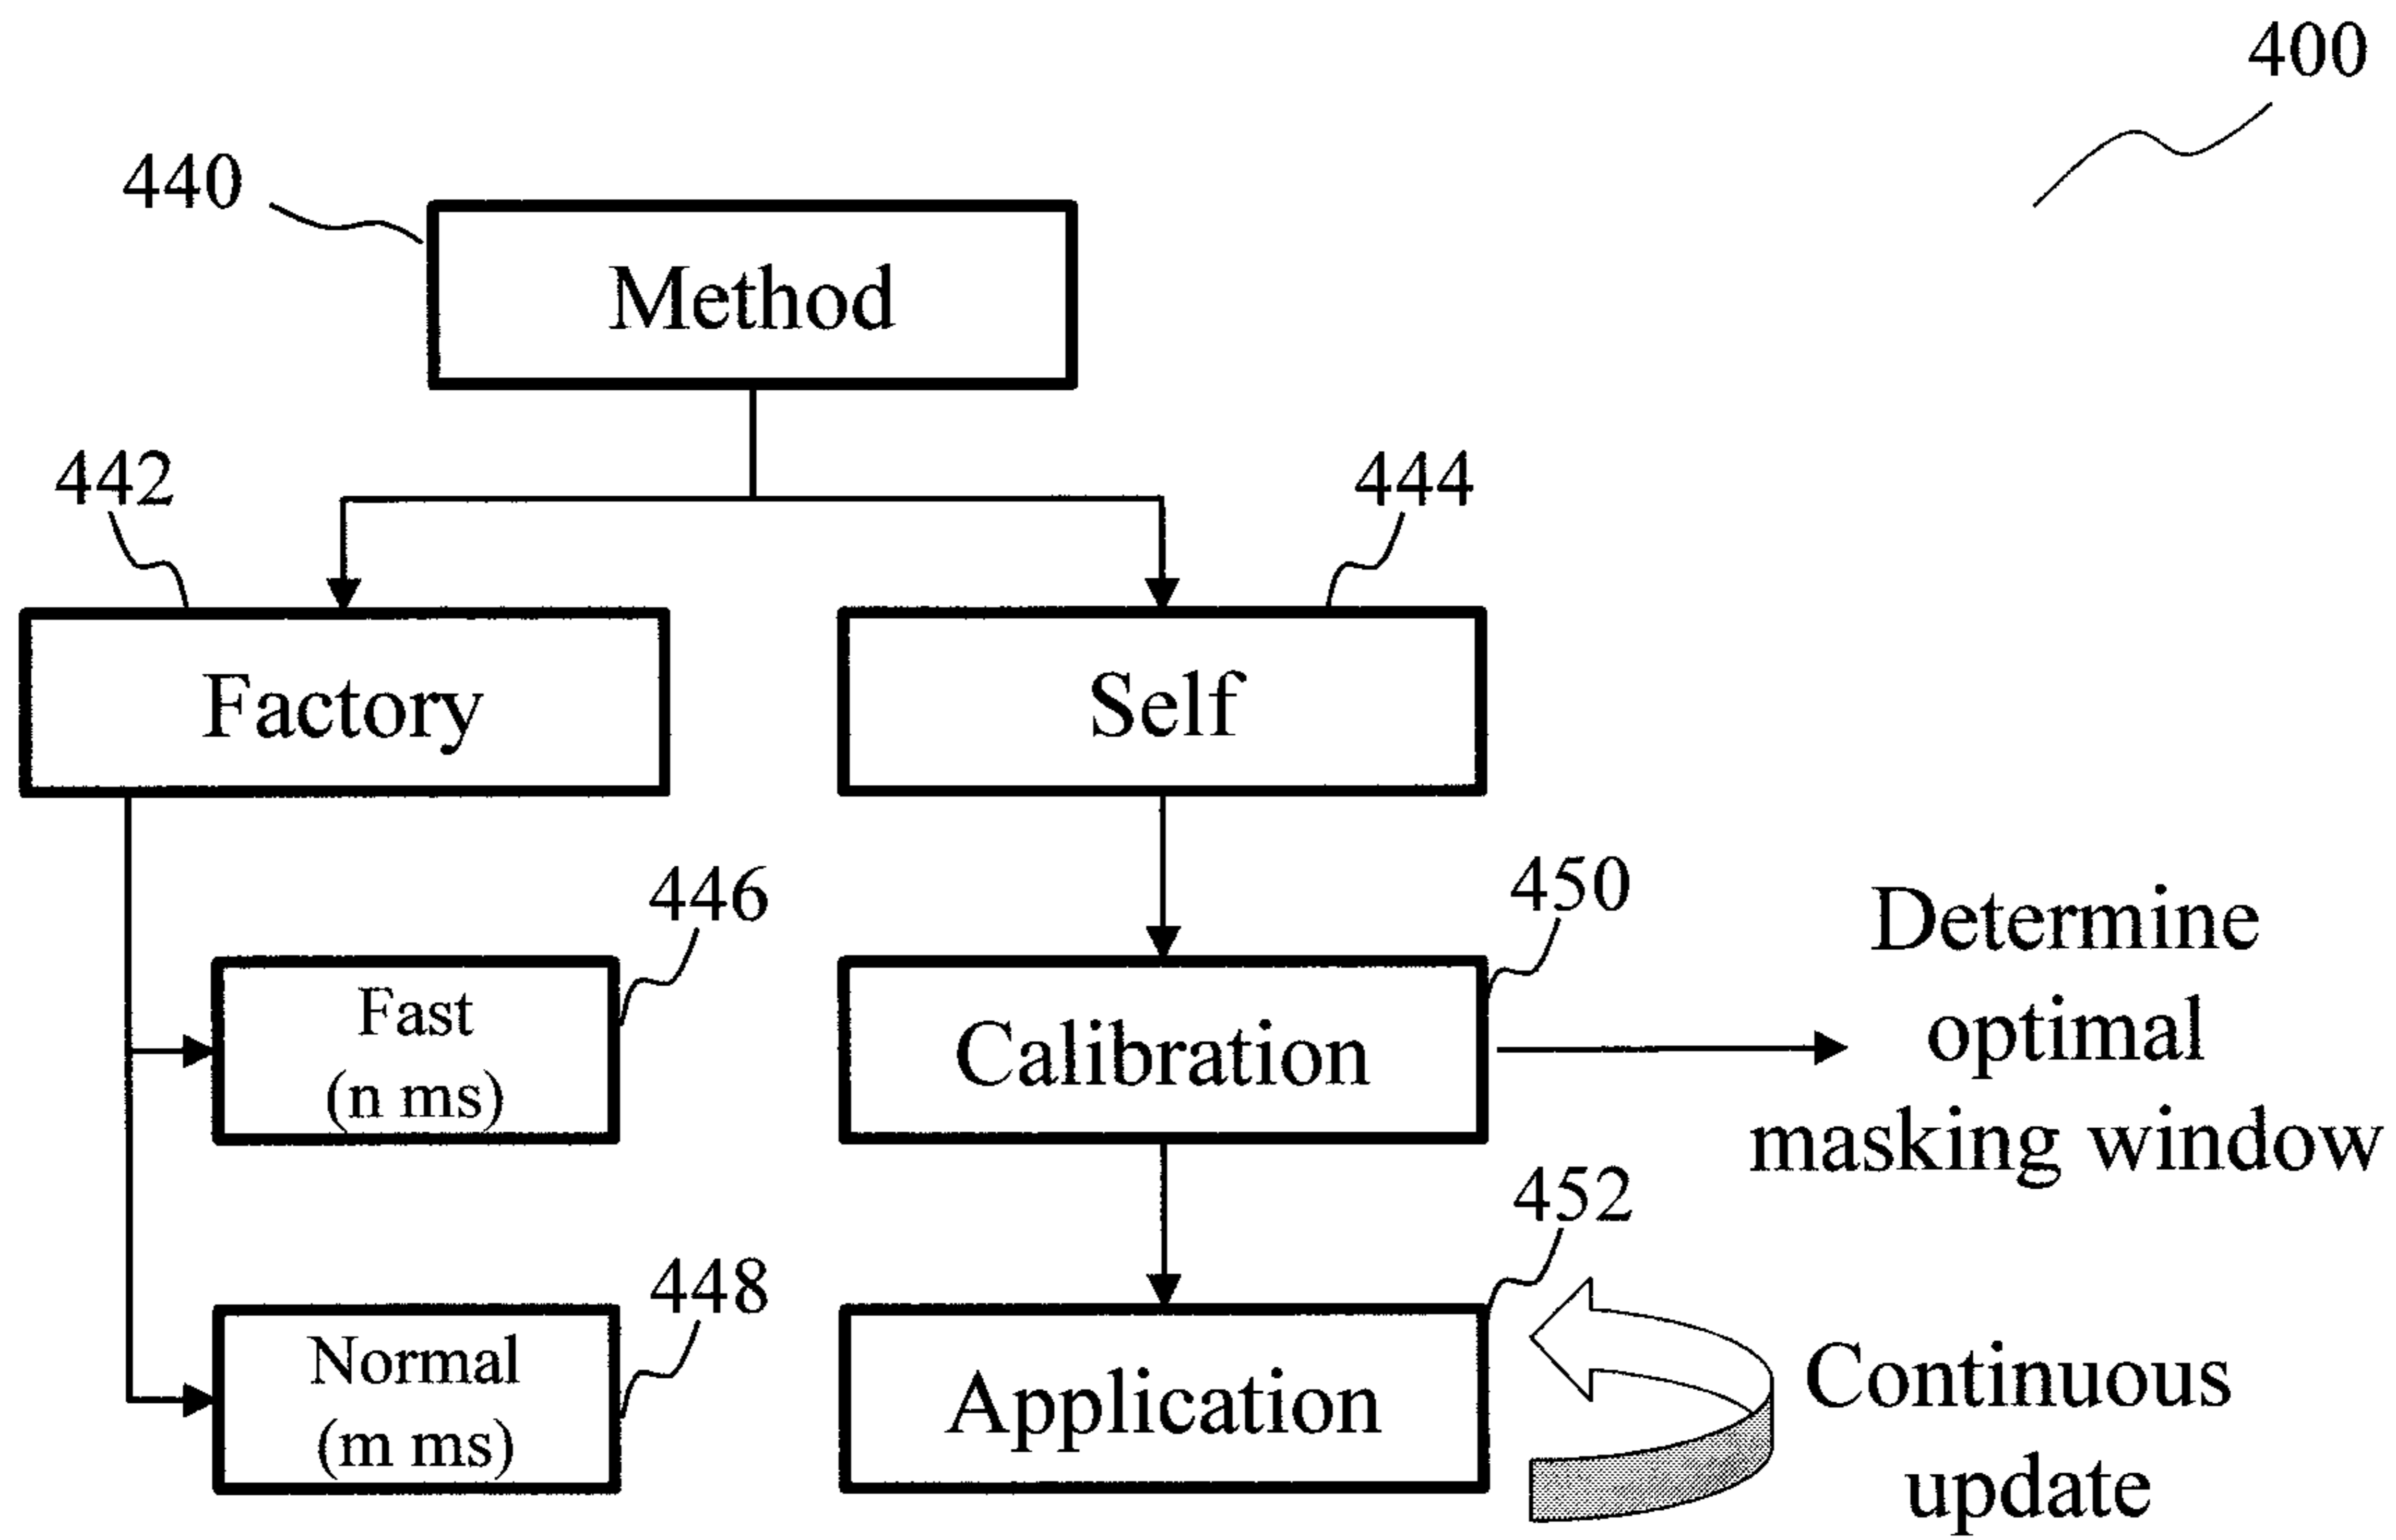 400
440
Method
442
444
Factory
Self
446
450
Fast
(n ms)
Calibration
Determine
optimal
masking window
448
452
Normal
(m ms)
Application
Continuous
update